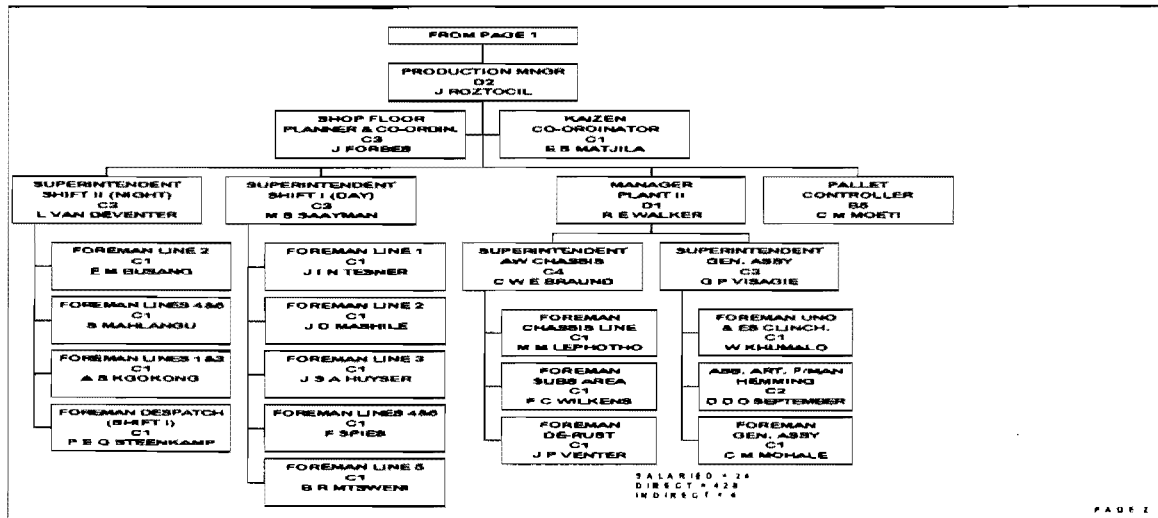 FROM PAGE 1
PRODUCTION MNGR
D2
J ROZTOCIL
SHOP FLOOR
PLANNER & CO-ORDIN.
C3
J FORBES
KAIZEN
CO-ORDINATOR
C1
E S MATJILA
SUPERINTENDENT
SHIFT II (NIGHT)
C3
L VAN DEVENTER
SUPERINTENDENT
SHIFT I (DAY)
C3
M S SAAYMAN
MANAGER
PLANT II
D1
R E WALKER
PALLET
CONTROLLER
B5
C M MOETI
FOREMAN LINE 2
C1
E M BUSANG
FOREMAN LINES 4&6
C1
S MAHLANGU
FOREMAN LINES 1&3
C1
A S KGOKONG
FOREMAN DESPATCH
(SHIFT I)
C1
P E G STEENKAMP
FOREMAN LINE 1
C1
J I N TESNER
FOREMAN LINE 2
C1
J D MASHILE
FOREMAN LINE 3
C1
J S A HUYSER
FOREMAN LINES 4&6
C1
F SPIES
FOREMAN LINE 5
C1
B R MTSWENI
SUPERINTENDENT
AW CHASSIS
C4
C W E BRAUND
SUPERINTENDENT
GEN. ASSY
C3
G P VISAGIE
FOREMAN
CHASSIS LINE
C1
M M LEPHOTHO
FOREMAN
SUBS AREA
C1
F C WILKENS
FOREMAN
DE-RUST
C1
J P VENTER
FOREMAN UNO
& ES CLINCH.
C1
W KHUMALO
ASS. ART. F/MAN
HEMMING
C2
D D O SEPTEMBER
FOREMAN
GEN. ASSY
C1
C M MOHALE
SALARIED = 24
DIRECT = 428
INDIRECT = 4
PAGE 2